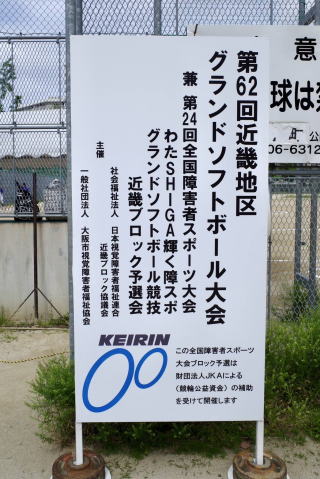 第62回近畿地区
グランドソフトボール大会
兼 第24回全国障害者スポーツ大会
わたSHIGA輝く障スポ
グランドソフトボール競技
近畿ブロック予選会
主催
社会福祉法人 日本視覚障害者福祉連合
近畿ブロック協議会
一般社団法人 大阪市視覚障害者福祉協会
KEIRIN
この全国障害者スポーツ
大会ブロック予選は
財団法人JKAによる
(競輪公益資金)の補助
を受けて開催します
意
球は禁
町 公
06-6312